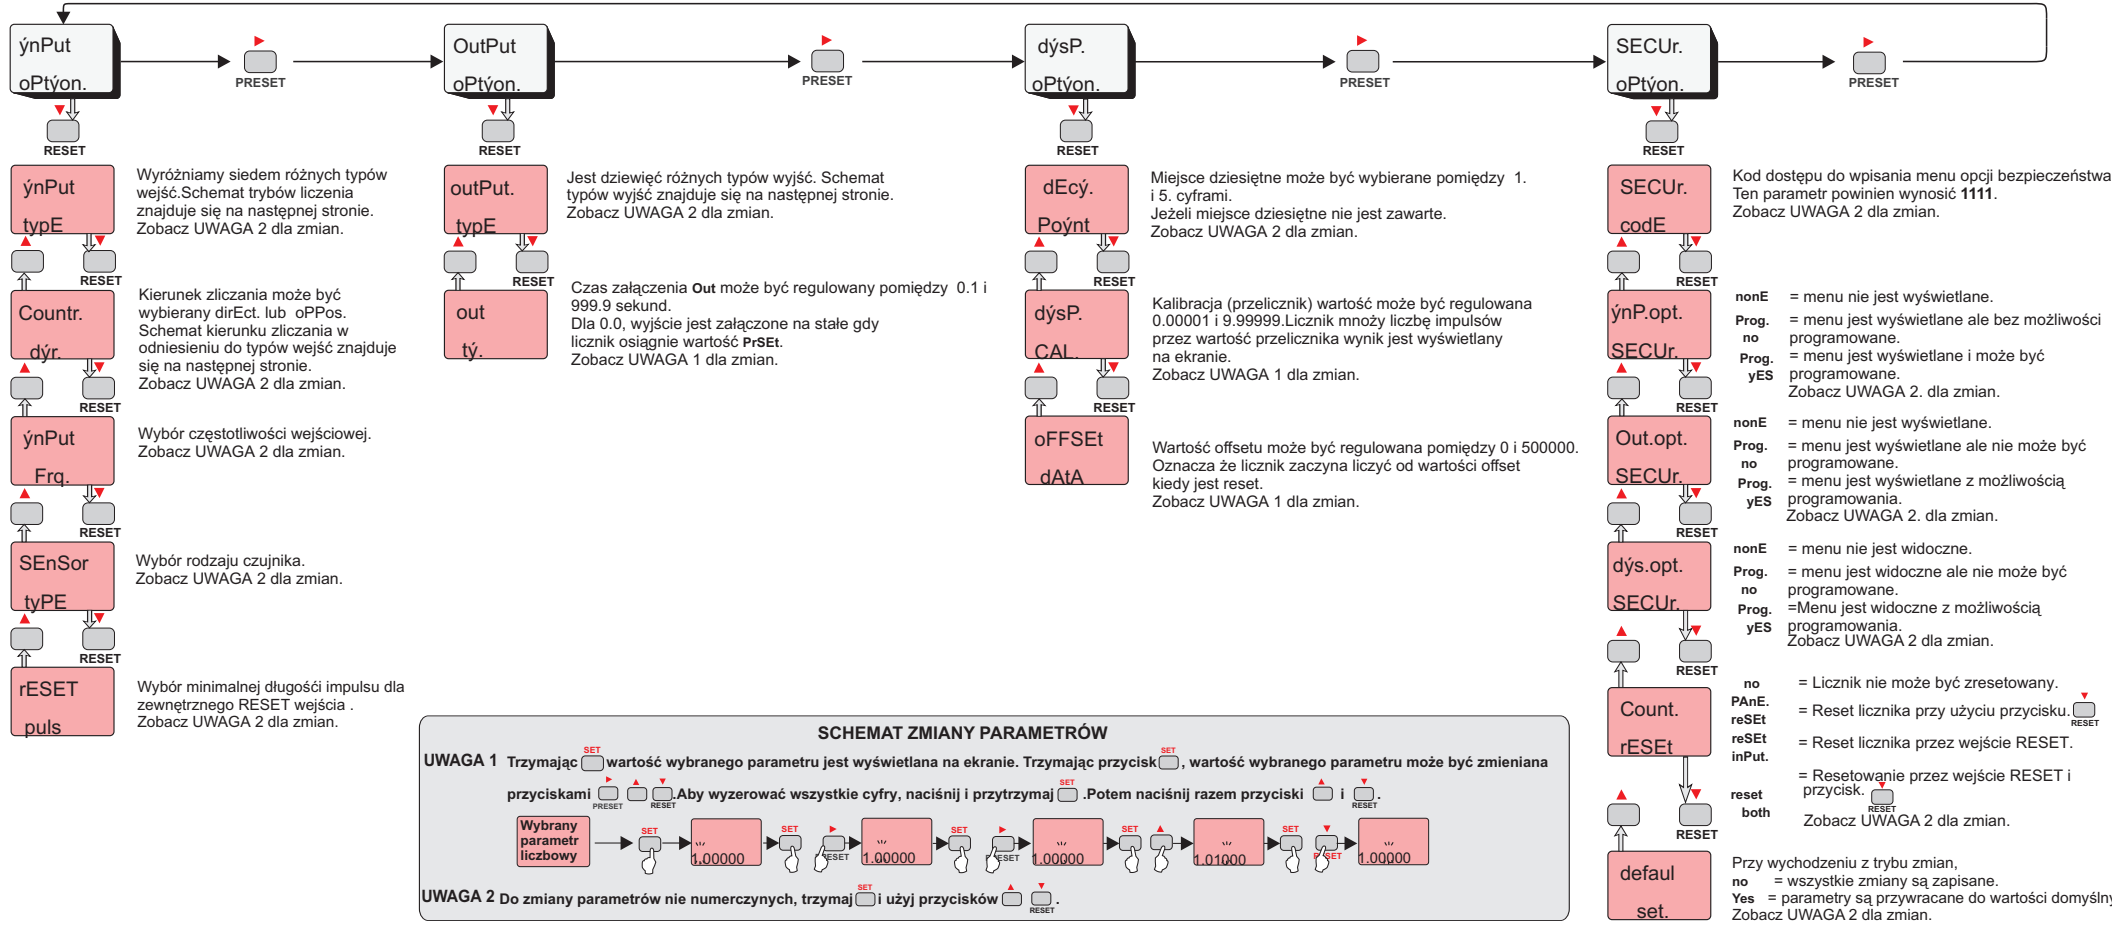 ýnPut
oPtýon.
PRESET
OutPut
oPtýon.
PRESET
dýsP.
oPtýon.
PRESET
SECUr.
oPtýon.
PRESET
RESET
RESET
RESET
RESET
ýnPut
typE
Wyróżniamy siedem różnych typów
wejść.Schemat trybów liczenia
znajduje się na następnej stronie.
Zobacz UWAGA 2 dla zmian.
RESET
Countr.
dýr.
Kierunek zliczania może być
wybierany dirEct. lub oPPos.
Schemat kierunku zliczania w
odniesieniu do typów wejść znajduje
się na następnej stronie.
Zobacz UWAGA 2 dla zmian.
RESET
ýnPut
Frq.
Wybór częstotliwości wejściowej.
Zobacz UWAGA 2 dla zmian.
RESET
SEnSor
tyPE
Wybór rodzaju czujnika.
Zobacz UWAGA 2 dla zmian.
RESET
rESET
puls
Wybór minimalnej długośći impulsu dla
zewnętrznego RESET wejścia .
Zobacz UWAGA 2 dla zmian.
outPut.
typE
Jest dziewięć różnych typów wyjść. Schemat
typów wyjść znajduje się na następnej stronie.
Zobacz UWAGA 2 dla zmian.
RESET
out
tý.
Czas załączenia Out może być regulowany pomiędzy 0.1 i
999.9 sekund.
Dla 0.0, wyjście jest załączone na stałe gdy
licznik osiągnie wartość PrSEt.
Zobacz UWAGA 1 dla zmian.
dEcý.
Poýnt
Miejsce dziesiętne może być wybierane pomiędzy 1.
i 5. cyframi.
Jeżeli miejsce dziesiętne nie jest zawarte.
Zobacz UWAGA 2 dla zmian.
RESET
dýsP.
CAL.
Kalibracja (przelicznik) wartość może być regulowana
0.00001 i 9.99999.Licznik mnoży liczbę impulsów
przez wartość przelicznika wynik jest wyświetlany
na ekranie.
Zobacz UWAGA 1 dla zmian.
RESET
oFFSEt
dAtA
Wartość offsetu może być regulowana pomiędzy 0 i 500000.
Oznacza że licznik zaczyna liczyć od wartości offset
kiedy jest reset.
Zobacz UWAGA 1 dla zmian.
SECUr.
codE
Kod dostępu do wpisania menu opcji bezpieczeństwa
Ten parametr powinien wynosić 1111.
Zobacz UWAGA 2 dla zmian.
RESET
ýnP.opt.
SECUr.
nonE = menu nie jest wyświetlane.
Prog. = menu jest wyświetlane ale bez możliwości
no programowane.
Prog. = menu jest wyświetlane i może być
yES programowane.
Zobacz UWAGA 2. dla zmian.
RESET
Out.opt.
SECUr.
nonE = menu nie jest wyświetlane.
Prog. = menu jest wyświetlane ale nie może być
no programowane.
Prog. = menu jest wyświetlane z możliwością
yES programowania.
Zobacz UWAGA 2. dla zmian.
RESET
dýs.opt.
SECUr.
nonE = menu nie jest widoczne.
Prog. = menu jest widoczne ale nie może być
no programowane.
Prog. =Menu jest widoczne z możliwością
yES programowania.
Zobacz UWAGA 2 dla zmian.
RESET
Count.
rESEt
no = Licznik nie może być zresetowany.
PAnE.
reSEt = Reset licznika przy użyciu przycisku.
RESET
reSEt
inPut. = Reset licznika przez wejście RESET.
= Resetowanie przez wejście RESET i
reset przycisk.
RESET
both
Zobacz UWAGA 2 dla zmian.
RESET
defaul
set.
Przy wychodzeniu z trybu zmian,
no = wszystkie zmiany są zapisane.
Yes = parametry są przywracane do wartości domyślny
Zobacz UWAGA 2 dla zmian.
SCHEMAT ZMIANY PARAMETRÓW
SET SET
UWAGA 1 Trzymając wartość wybranego parametru jest wyświetlana na ekranie. Trzymając przycisk , wartość wybranego parametru może być zmieniana
SET
przyciskami .Aby wyzerować wszystkie cyfry, naciśnij i przytrzymaj .Potem naciśnij razem przyciski i .
PRESET RESET RESET
Wybrany
parametr
liczbowy
SET
1.00000
SET
RESET
1.00000
SET
RESET
1.00000
SET
1.01000
SET
RESET
1.00000
SET
UWAGA 2 Do zmiany parametrów nie numerczynych, trzymaj i użyj przycisków .
RESET